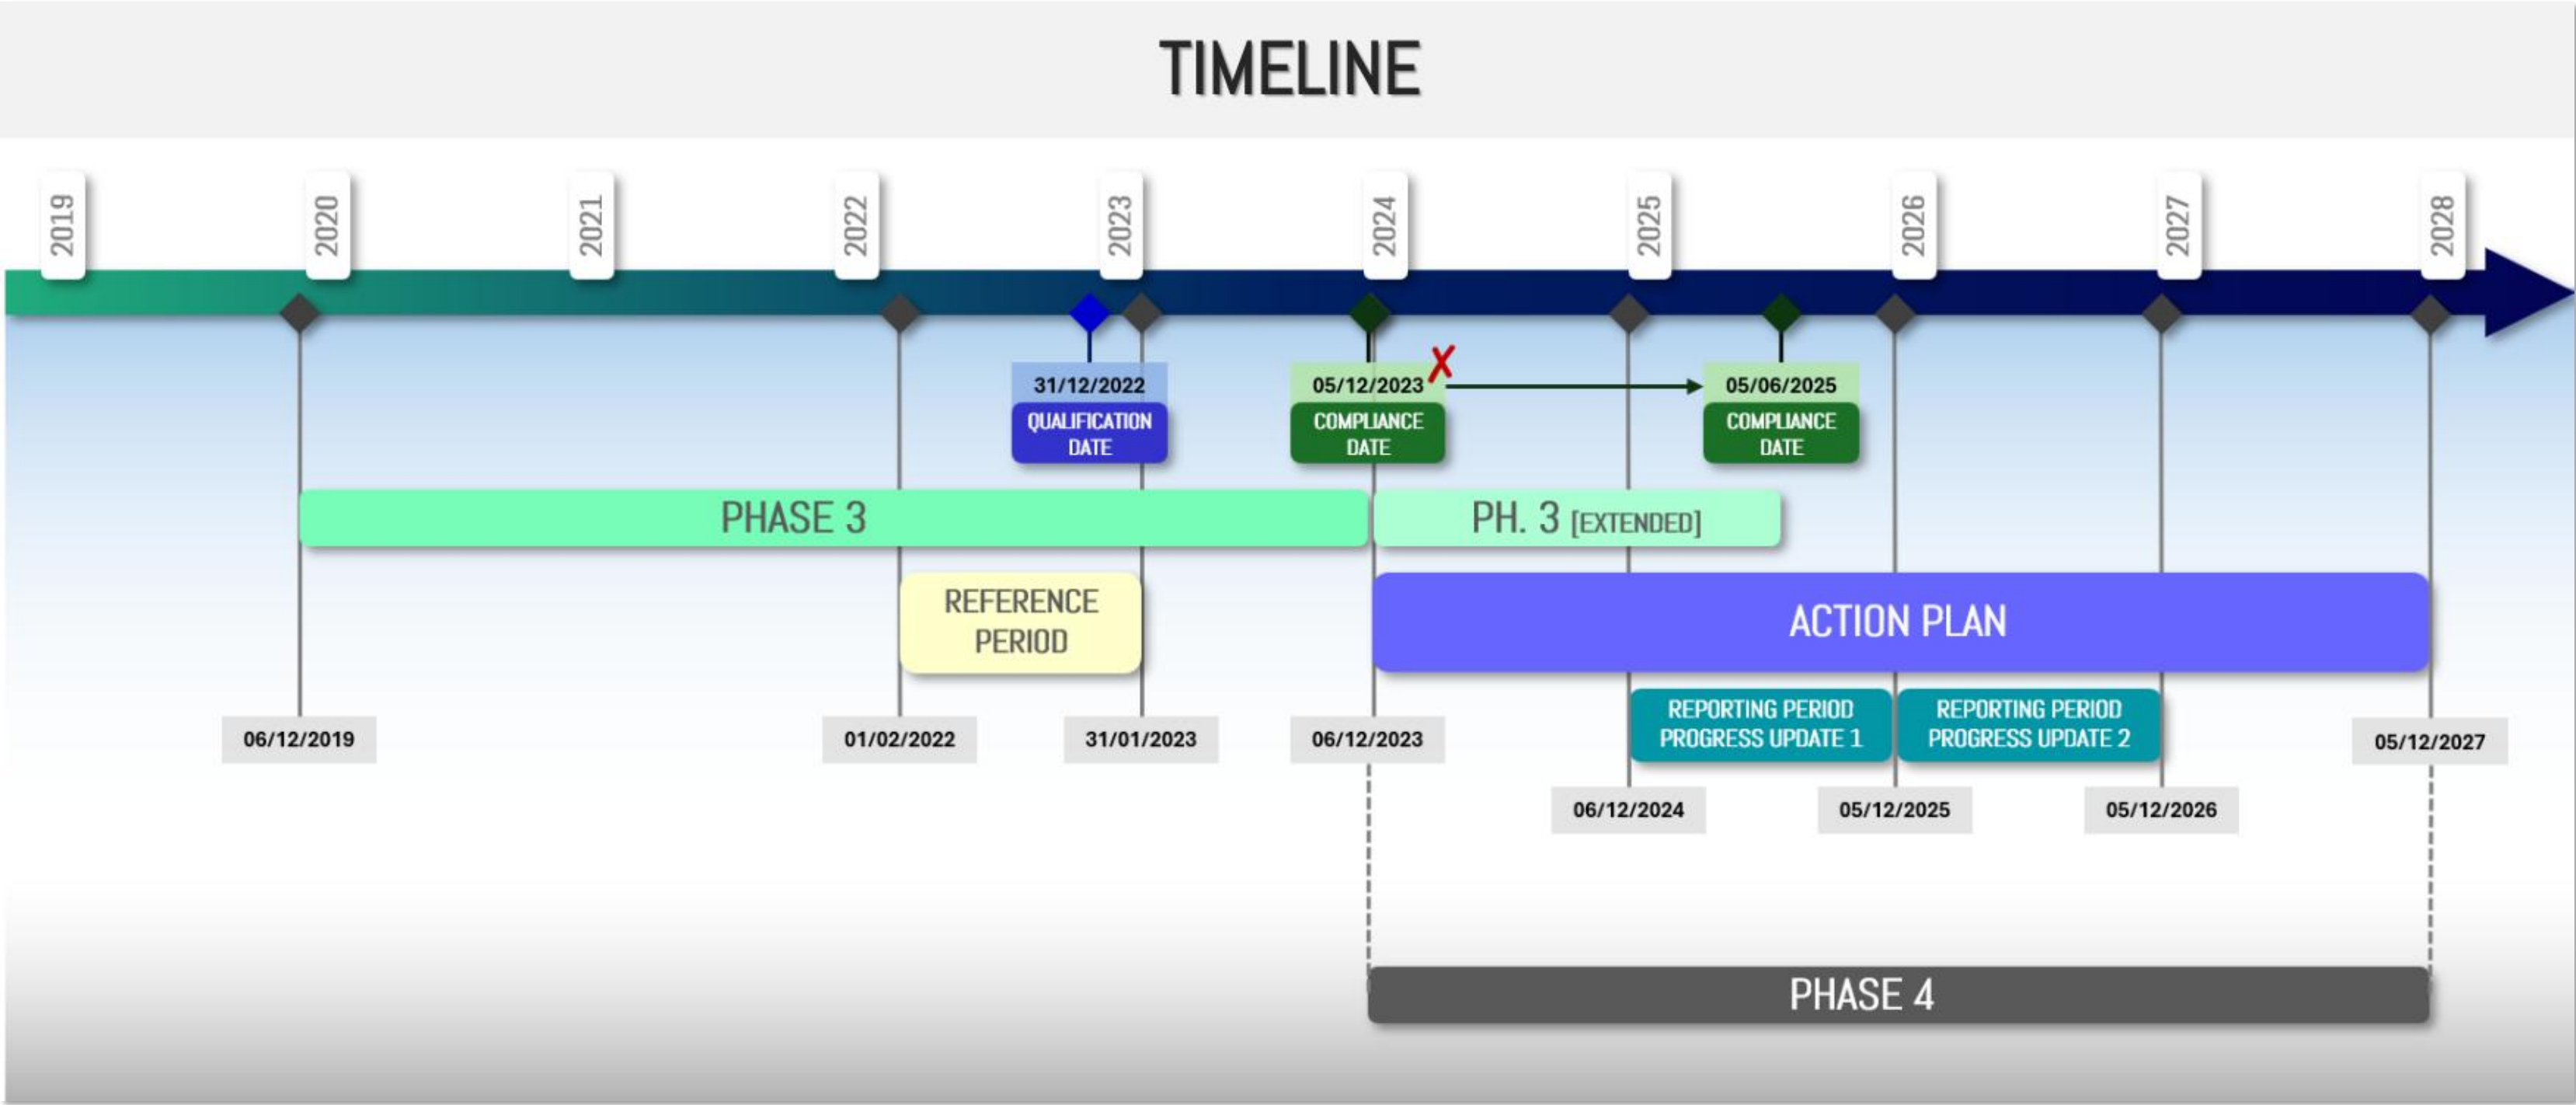 TIMELINE
2019
2020
2021
2022
2023
2024
2025
2026
2027
2028
31/12/2022
QUALIFICATION
DATE
05/12/2023
✗
COMPLIANCE
DATE
05/06/2025
COMPLIANCE
DATE
PHASE 3
PH. 3 [EXTENDED]
REFERENCE
PERIOD
ACTION PLAN
REPORTING PERIOD
PROGRESS UPDATE 1
REPORTING PERIOD
PROGRESS UPDATE 2
06/12/2019
01/02/2022
31/01/2023
06/12/2023
05/12/2027
06/12/2024
05/12/2025
05/12/2026
PHASE 4